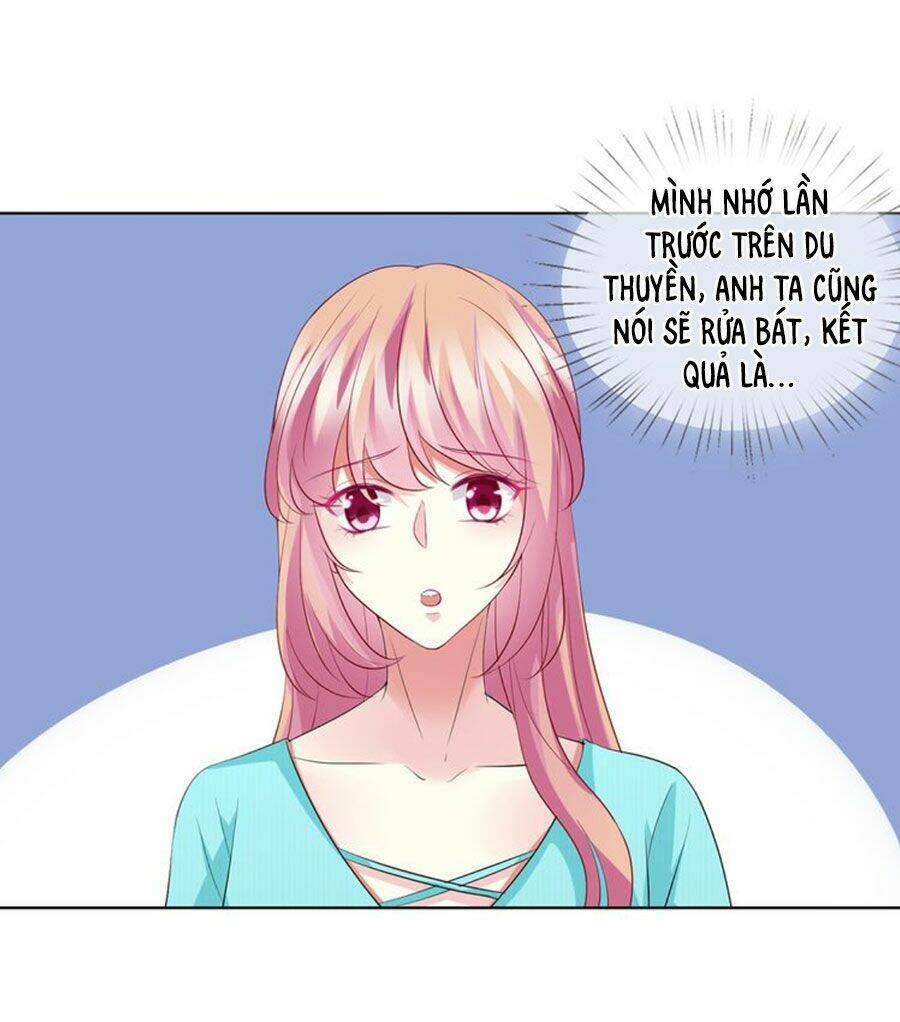 MÌNH NHỚ LẦN
TRƯỚC TRÊN DU
THUYỀN, ANH TA CŨNG
NÓI SẼ RỬA BÁT, KẾT
QUẢ LÀ...